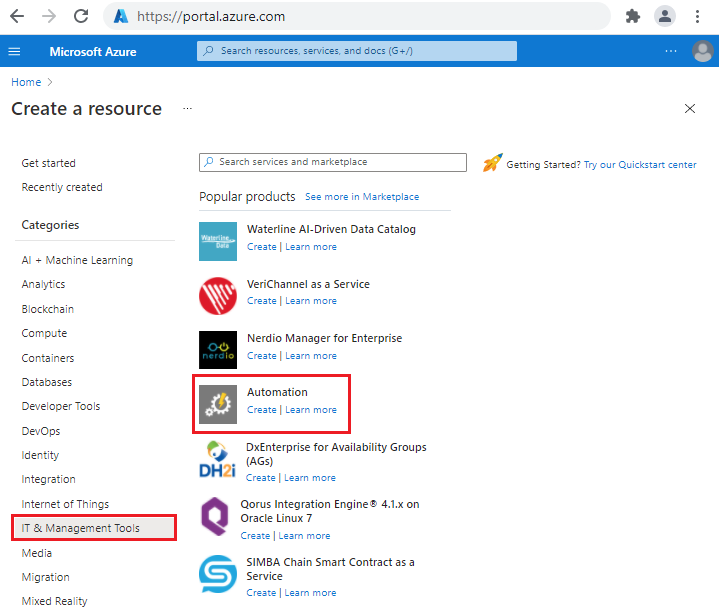 https://portal.azure.com
Microsoft Azure
Search resources, services, and docs (G+/)
...
Home >
Create a resource ...
Get started
Recently created
Categories
AI + Machine Learning
Analytics
Blockchain
Compute
Containers
Databases
Developer Tools
DevOps
Identity
Integration
Internet of Things
IT & Management Tools
Media
Migration
Mixed Reality
Search services and marketplace
Getting Started? Try our Quickstart center
Popular products See more in Marketplace
Waterline Data
Waterline AI-Driven Data Catalog
Create | Learn more
VeriChannel as a Service
Create | Learn more
nerdio
Nerdio Manager for Enterprise
Create | Learn more
Automation
Create | Learn more
DH2i
DxEnterprise for Availability Groups
(AGs)
Create | Learn more
Qorus Integration Engine® 4.1.x on
Oracle Linux 7
Create | Learn more
SIMBA Chain Smart Contract as a
Service
Create | Learn more